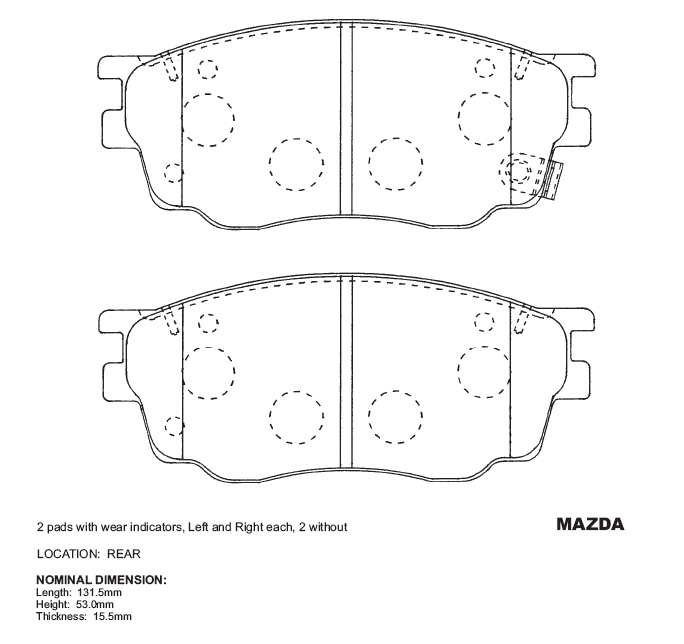 2 pads with wear indicators, Left and Right each, 2 without
MAZDA
LOCATION: REAR
NOMINAL DIMENSION:
Length: 131.5mm
Height: 53.0mm
Thickness: 15.5mm